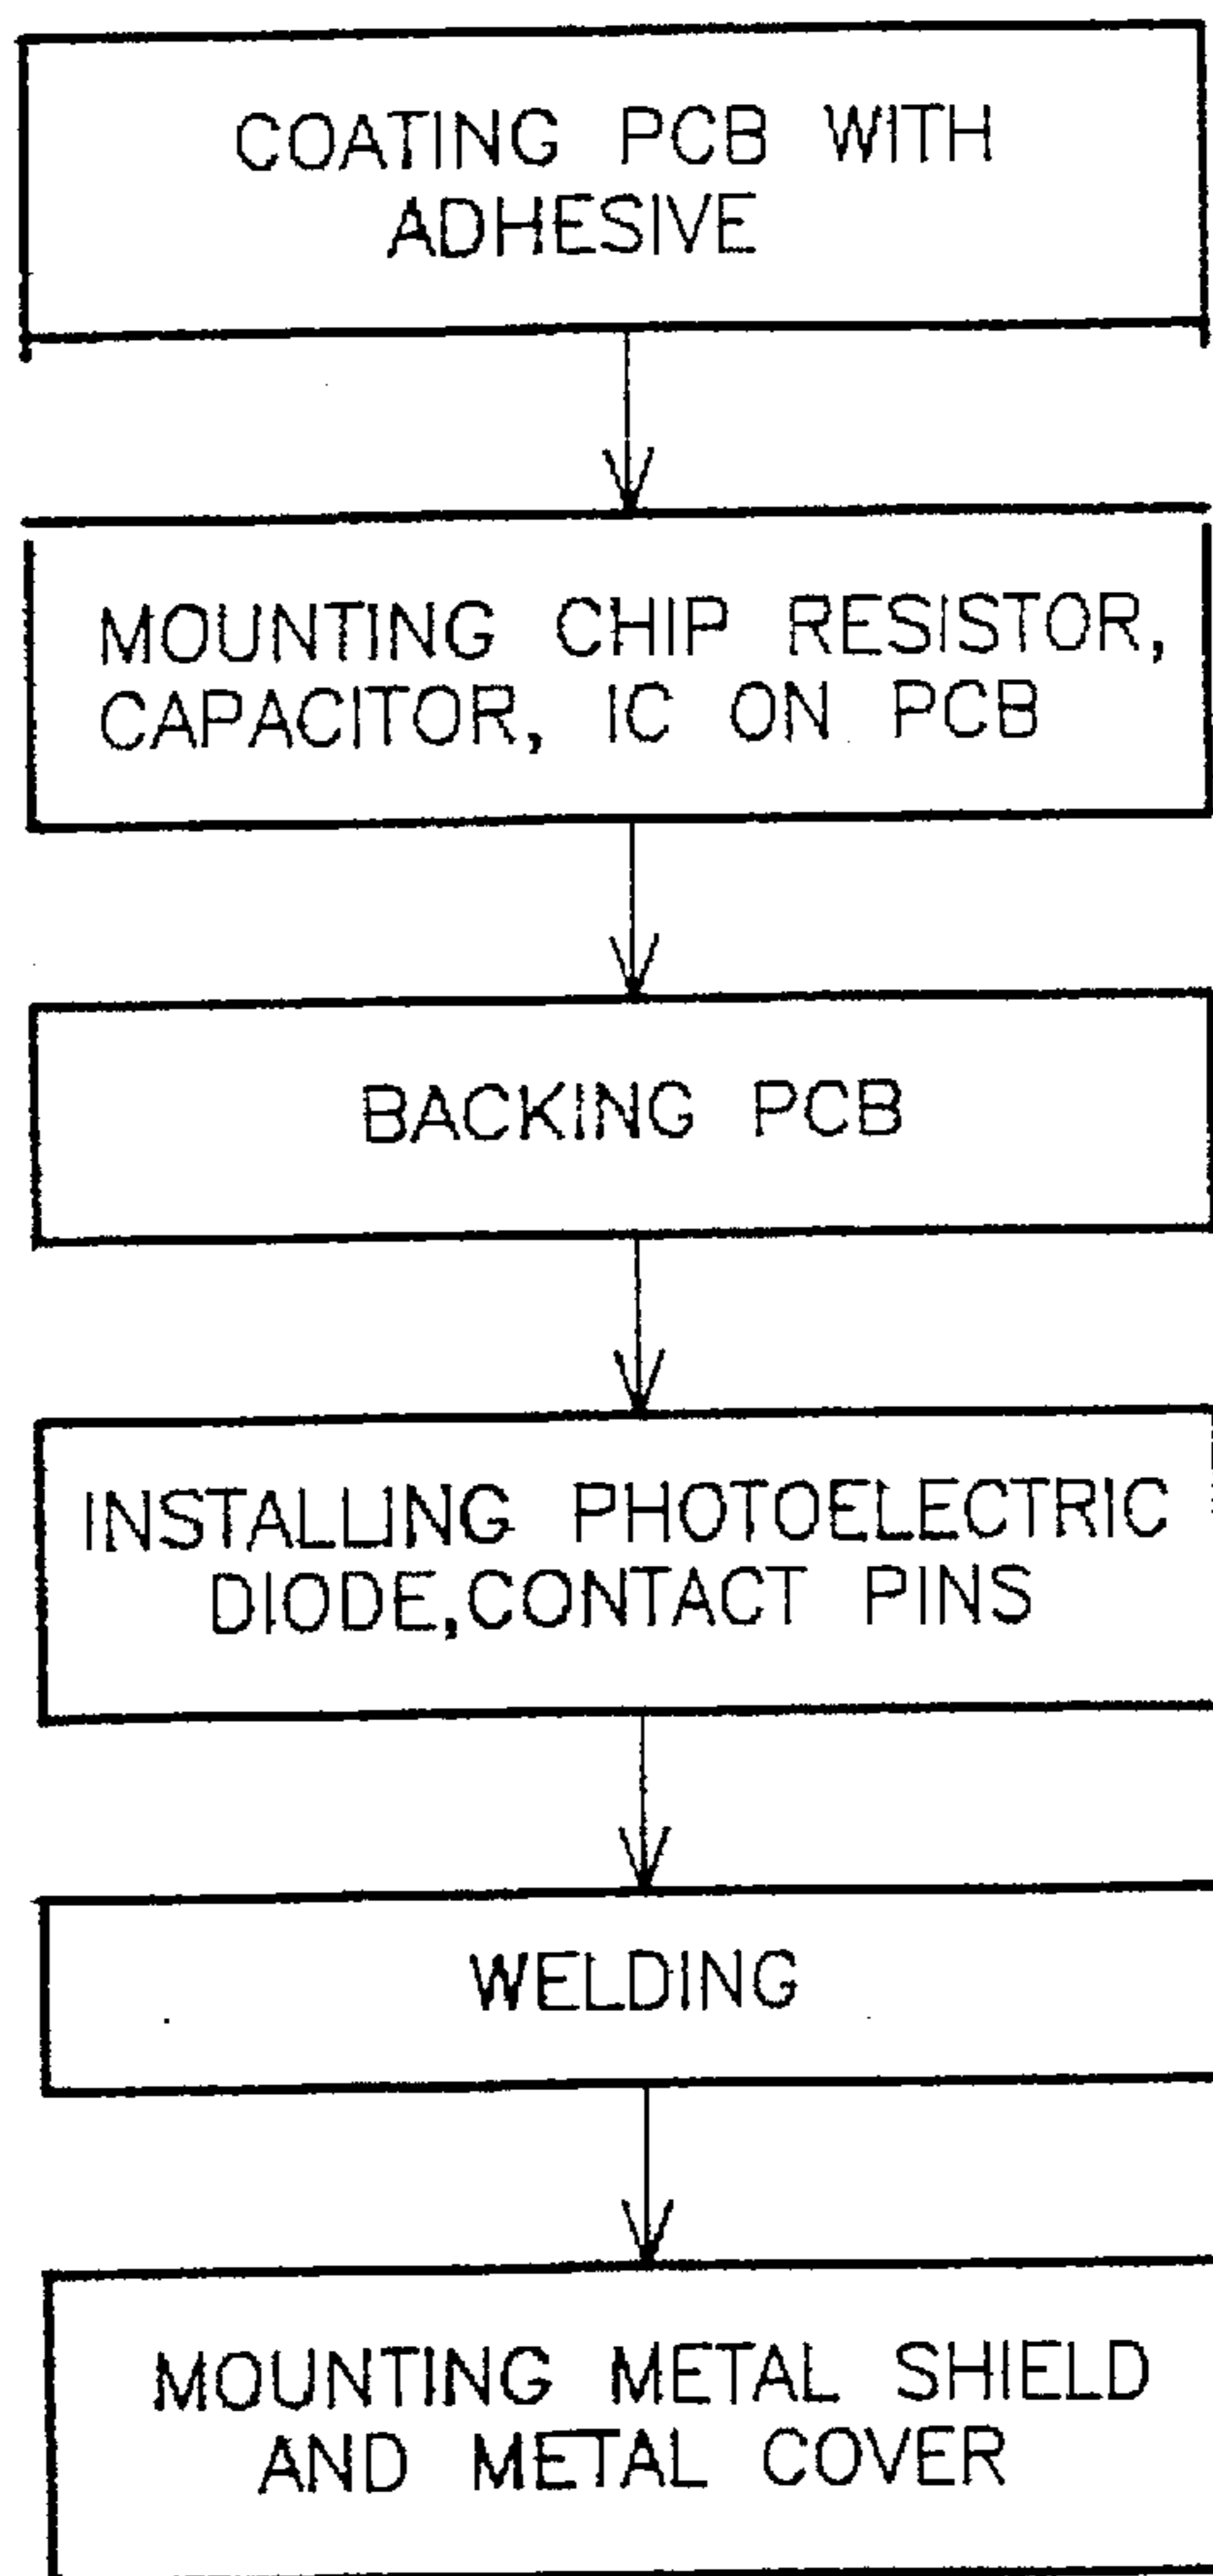 COATING PCB WITH
ADHESIVE
MOUNTING CHIP RESISTOR,
CAPACITOR, IC ON PCB
BACKING PCB
INSTALLING PHOTOELECTRIC
DIODE,CONTACT PINS
WELDING
MOUNTING METAL SHIELD
AND METAL COVER